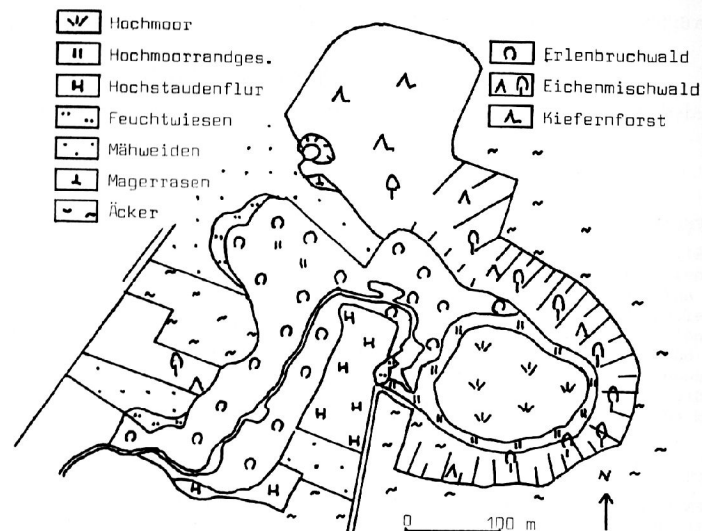 Hochmoor
Hochmoorrandges.
Hochstaudenflur
Feuchtwiesen
Mähweiden
Magerrasen
Äcker
Erlenbruchwald
Eichenmischwald
Kiefernforst
N
0 100 m